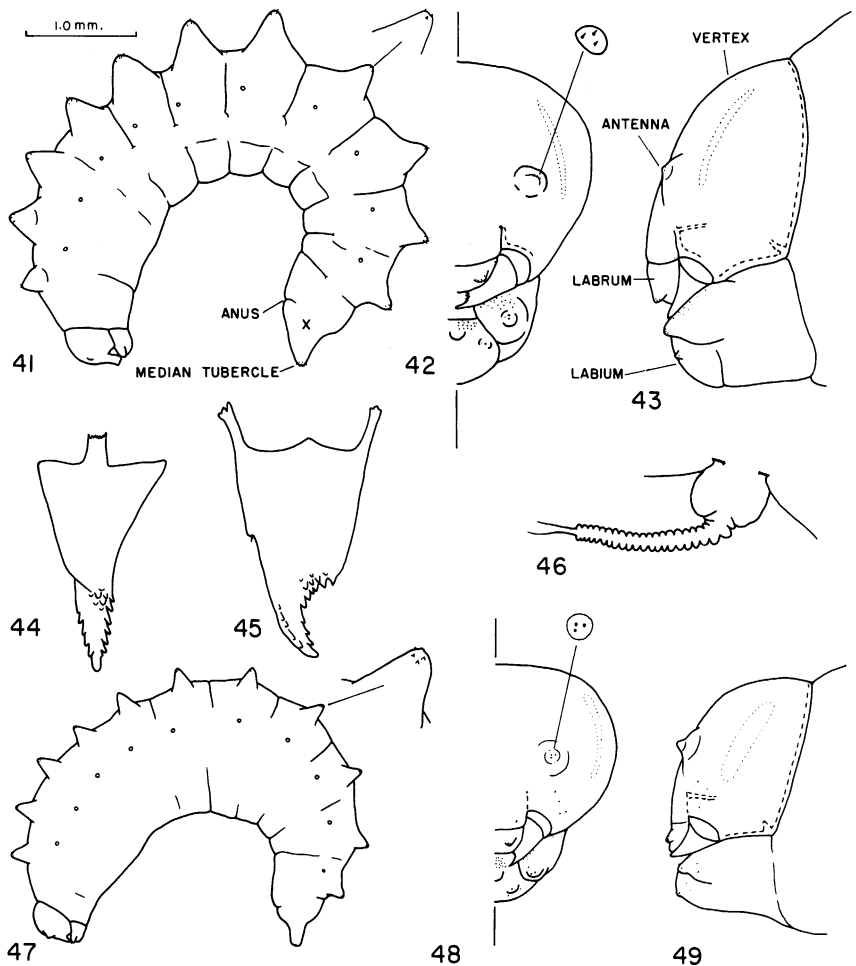 1.0 mm.
VERTEX
ANTENNA
LABRUM
ANUS
X
MEDIAN TUBERCLE
LABIUM
41
42
43
44
45
46
47
48
49